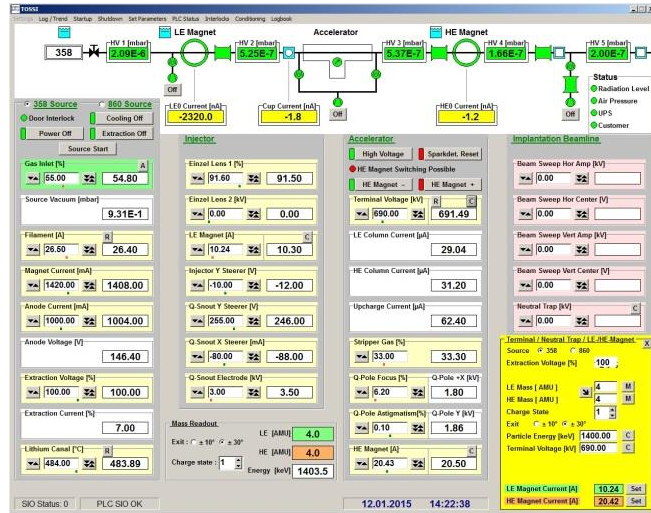 TOSSI
Settings Log / Trend Startup Shutdown Set Parameters PLC Status Interlocks Conditioning Logbook
LE Magnet Accelerator HE Magnet
358
HV 1 [mbar] 2.09E-6
HV 2 [mbar] 5.25E-7
HV 3 [mbar] 5.37E-7
HV 4 [mbar] 1.66E-7
HV 5 [mbar] 2.00E-7
Off
Off
Off
LE0 Current [nA] -2320.0
Cup Current [nA] -1.8
HE0 Current [nA] -1.2
Status
Radiation Level
Air Pressure
UPS
Customer
358 Source 860 Source
Door Interlock Cooling Off
Power Off Extraction Off
Source Start
Gas Inlet [%] A
55.00 54.80
Source Vacuum [mbar]
9.31E-1
Filament [A] R
26.50 26.40
Magnet Current [mA]
1420.00 1408.00
Anode Current [mA]
1000.00 1004.00
Anode Voltage [V]
146.40
Extraction Voltage [%]
100.00 100.00
Extraction Current [%]
7.00
Lithium Canal [°C] R
484.00 483.89
Injector
Einzel Lens 1 [%]
91.60 91.50
Einzel Lens 2 [kV]
0.00 0.00
LE Magnet [A] C
10.24 10.30
Injector Y Steerer [V]
-10.00 -12.00
Q-Snout Y Steerer [V]
255.00 246.00
Q.Snout X Steerer [mA]
-80.00 -88.00
Q-Snout Electrode [kV]
3.00 3.50
Mass Readout
Exit : ± 10° ± 30°
Charge state : 1
LE [AMU] 4.0
HE [AMU] 4.0
Energy [keV] 1403.5
Accelerator
High Voltage Sparkdet. Reset
HE Magnet Switching Possible
HE Magnet - HE Magnet +
Terminal Voltage [kV] R C
690.00 691.49
LE Column Current [µA]
29.04
HE Column Current [µA]
31.20
Upcharge Current [µA]
62.40
Stripper Gas [%]
33.00 33.30
Q-Pole Focus [%] Q-Pole +X [kV]
6.20 1.80
Q-Pole Astigmatism[%] Q-Pole Y [kV]
0.10 1.86
HE Magnet [A] C
20.43 20.50
Implantation Beamline
Beam Sweep Hor Amp [kV]
0.00
Beam Sweep Hor Center [V]
0.00
Beam Sweep Vert Amp [kV]
0.00
Beam Sweep Vert Center [V]
0.00
Neutral Trap [kV] C
0.00
Terminal / Neutral Trap / LE-/HE-Magnet X
Source 358 860
Extraction Voltage [%] 100
LE Mass [ AMU ] 4 M
HE Mass [ AMU ] 4 M
Charge State 1
Exit ± 10° ± 30°
Particle Energy [keV] 1400.00 C
Terminal Voltage [kV] 690.00 C
LE Magnet Current [A] 10.24 Set
HE Magnet Current [A] 20.42 Set
SIO Status: 0 PLC SIO OK 12.01.2015 14:22:38